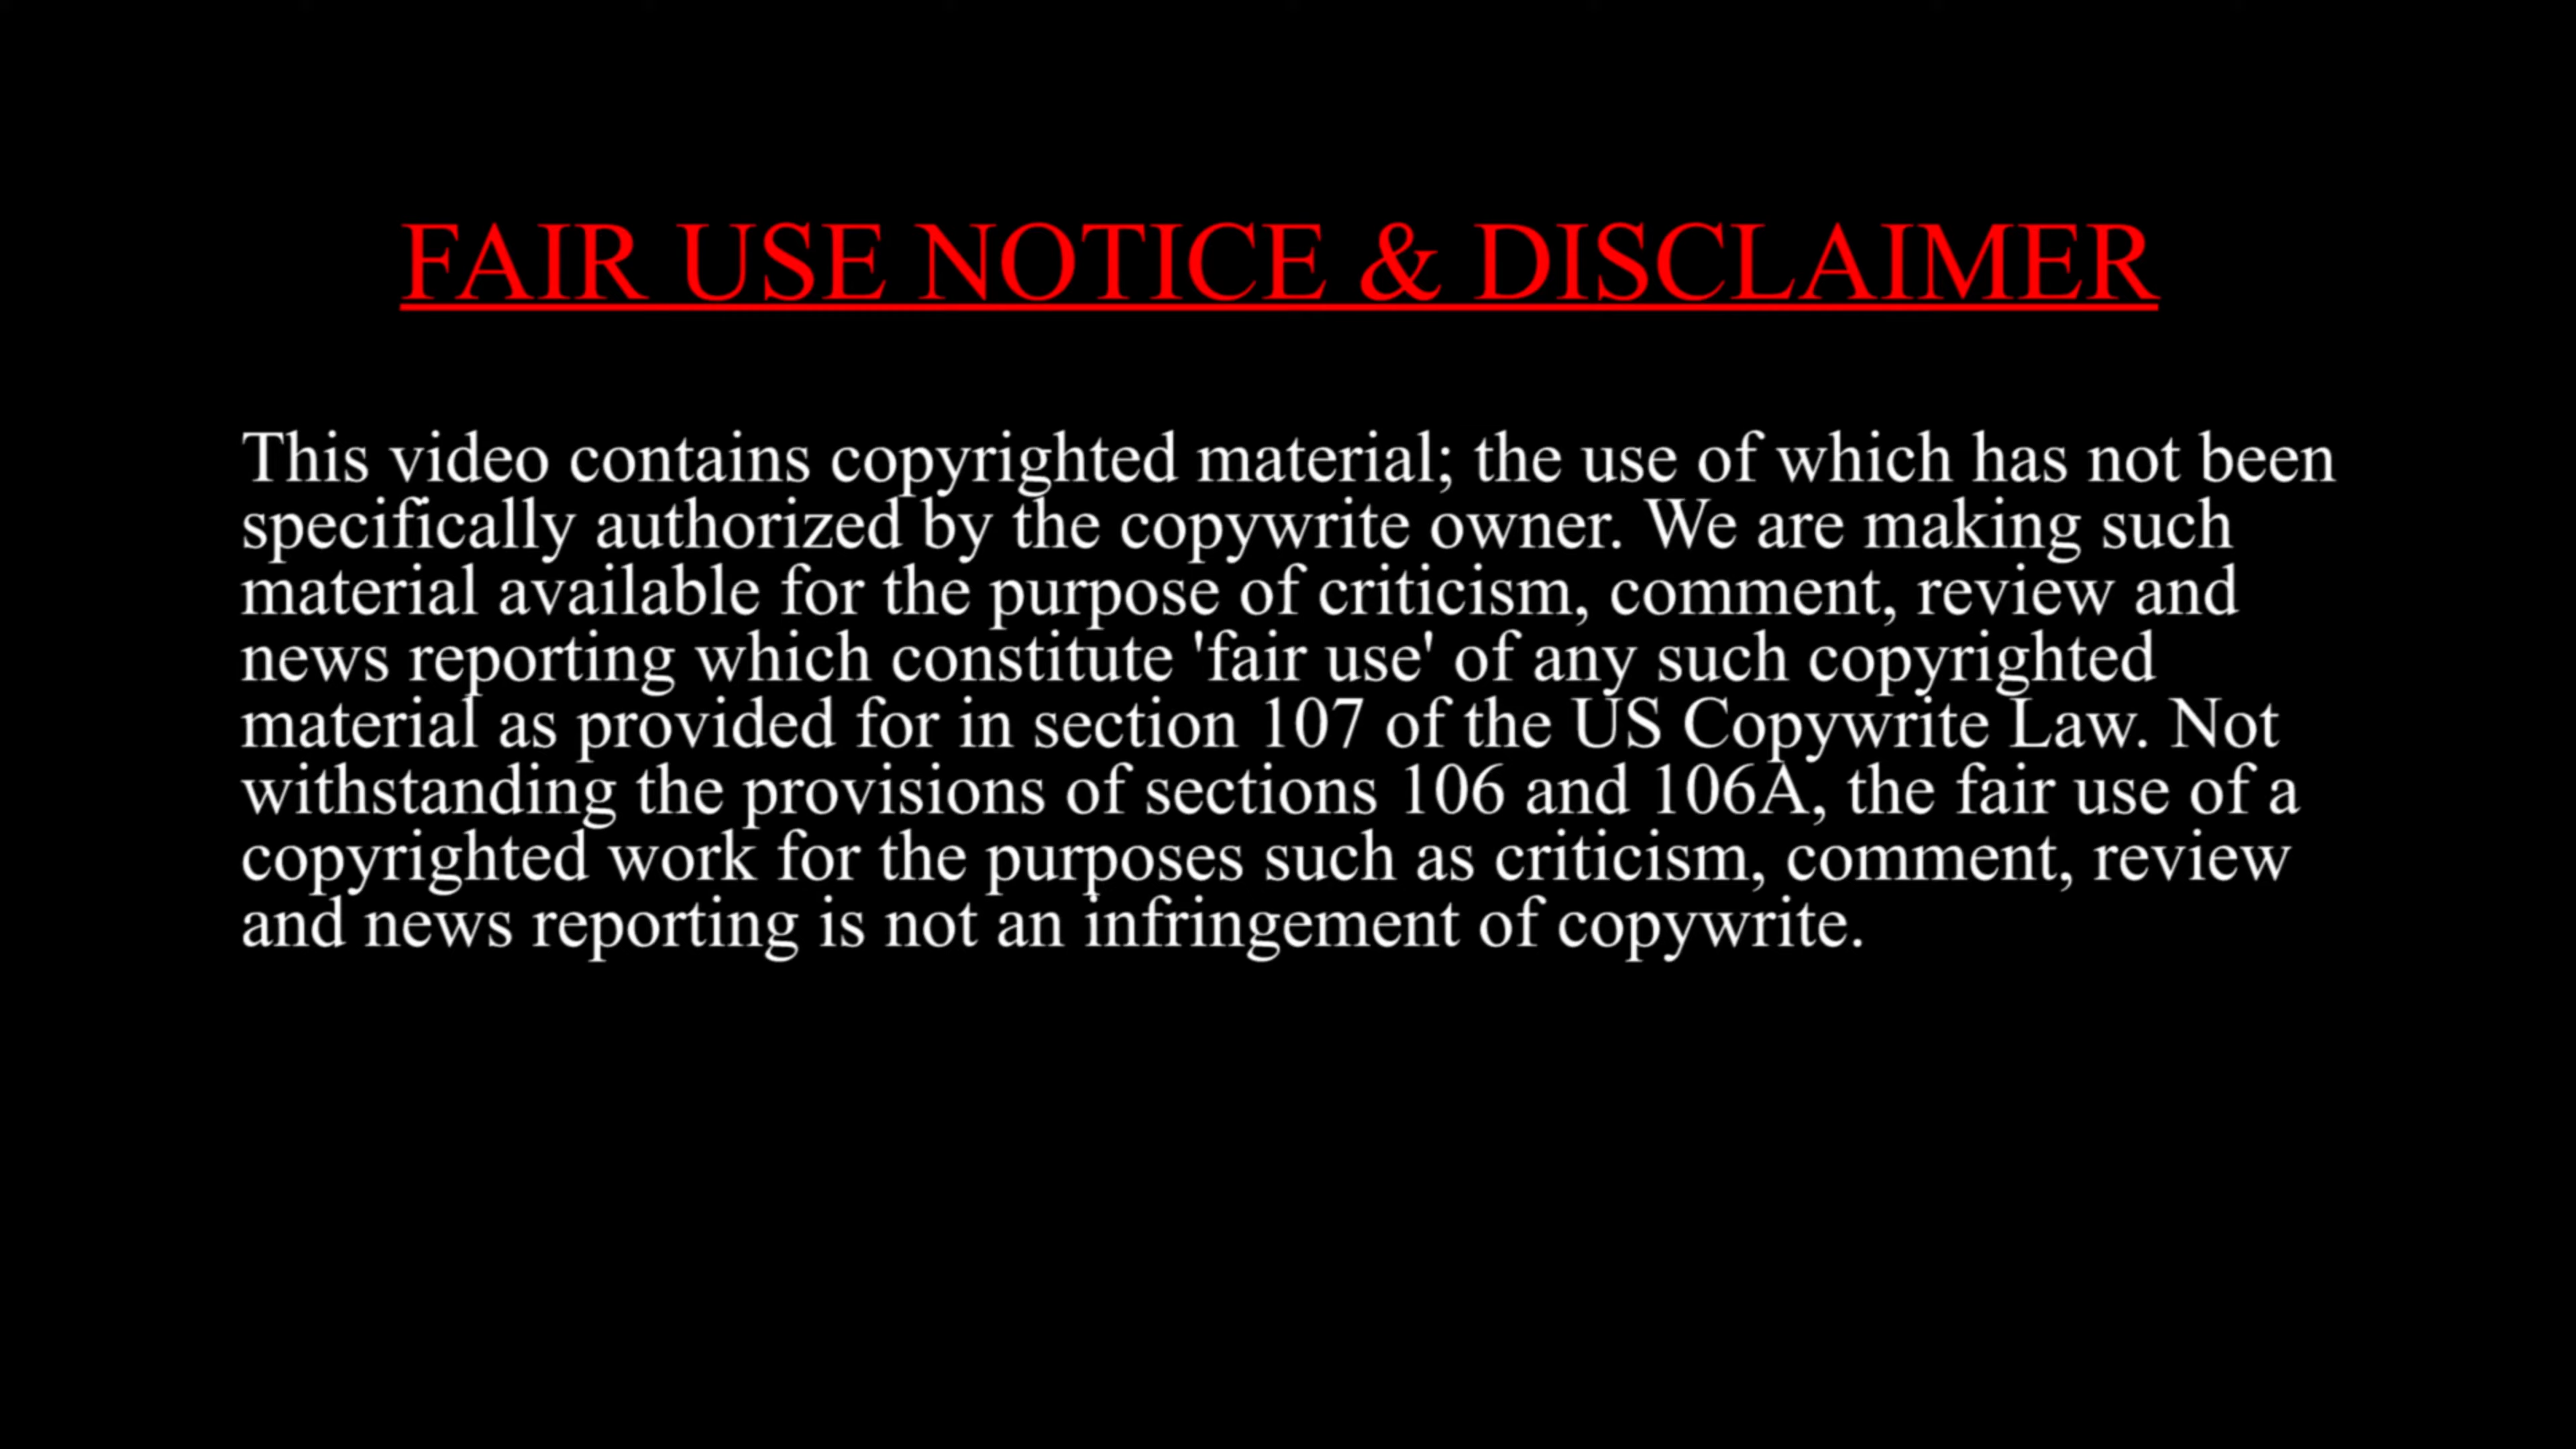 FAIR USE NOTICE & DISCLAIMER
This video contains copyrighted material; the use of which has not been
specifically authorized by the copywrite owner. We are making such
material available for the purpose of criticism, comment, review and
news reporting which constitute 'fair use' of any such copyrighted
material as provided for in section 107 of the US Copywrite Law. Not
withstanding the provisions of sections 106 and 106A, the fair use of a
copyrighted work for the purposes such as criticism, comment, review
and news reporting is not an infringement of copywrite.